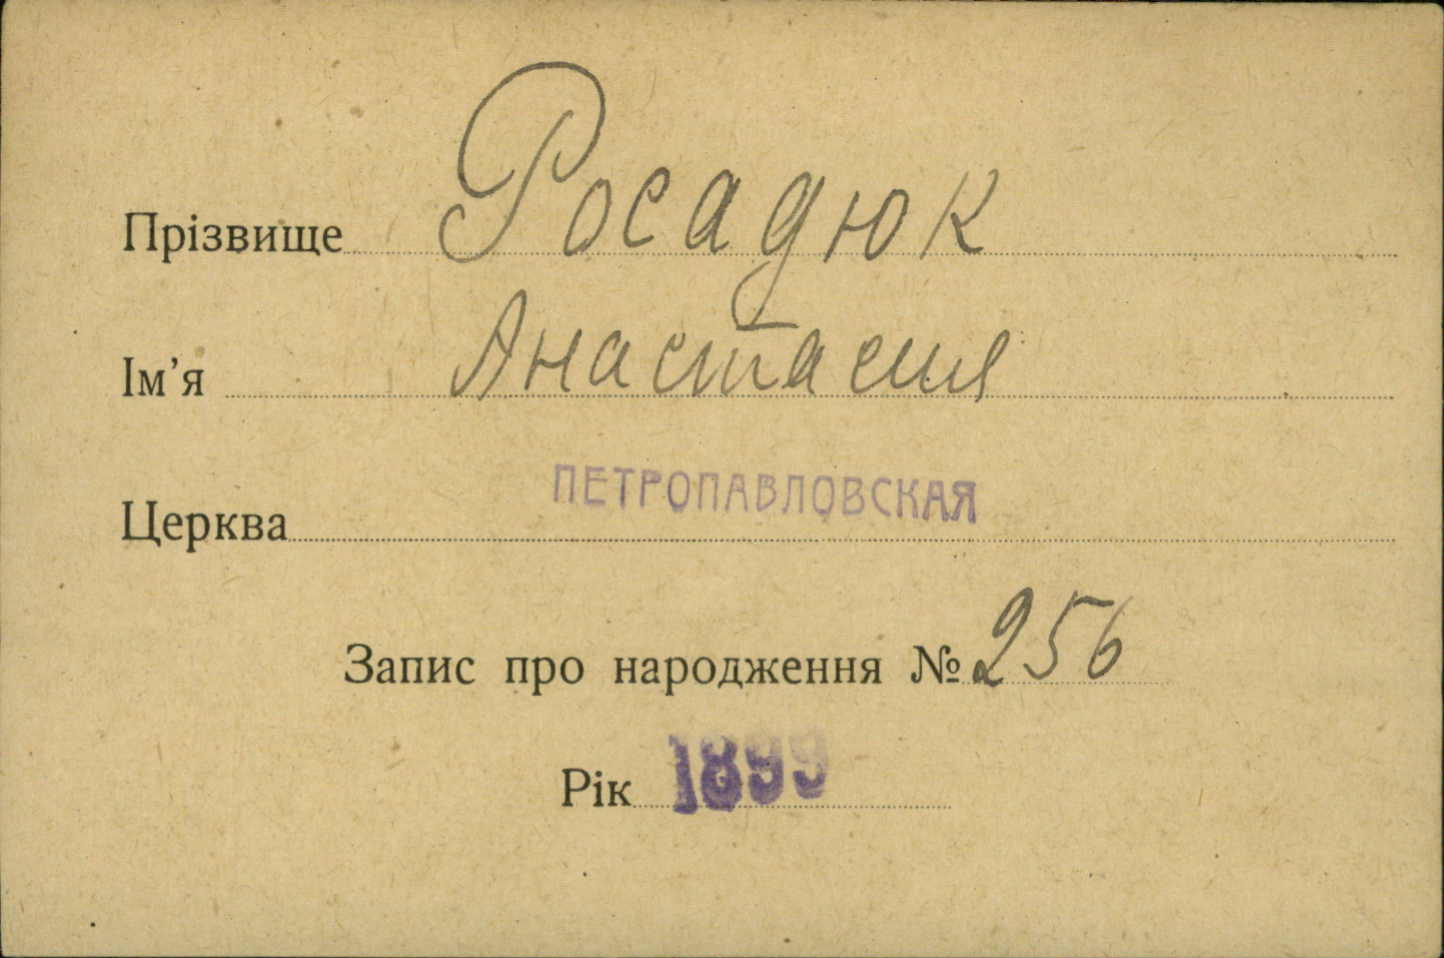 Прізвище Росадюк
Ім’я Анастасия
Церква ПЕТРОПАВЛОВСКАЯ
Запис про народження № 256
Рік 1899